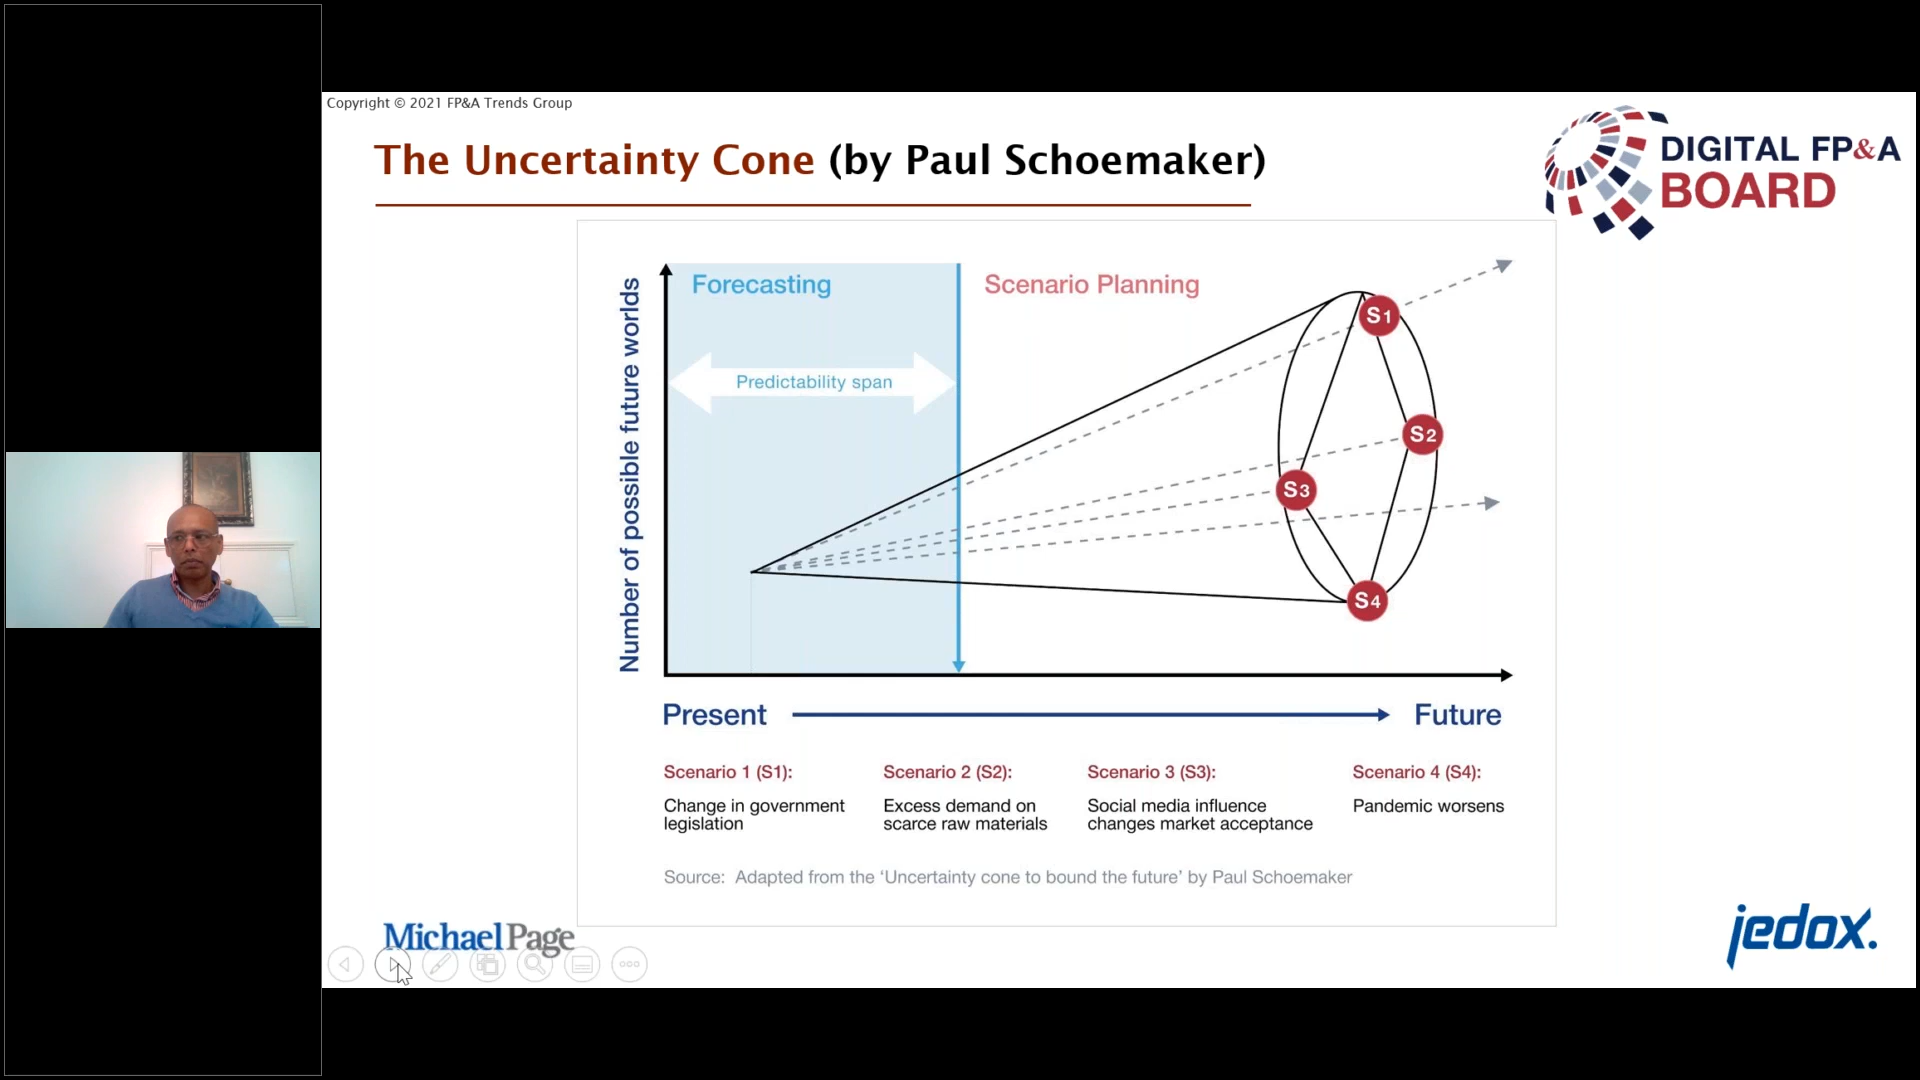 Copyright © 2021 FP&A Trends Group
The Uncertainty Cone (by Paul Schoemaker)
DIGITAL FP&A
BOARD
Number of possible future worlds
Forecasting
Scenario Planning
Predictability span
S1
S2
S3
S4
Present
Future
Scenario 1 (S1):
Change in government
legislation
Scenario 2 (S2):
Excess demand on
scarce raw materials
Scenario 3 (S3):
Social media influence
changes market acceptance
Scenario 4 (S4):
Pandemic worsens
Source: Adapted from the ‘Uncertainty cone to bound the future’ by Paul Schoemaker
MichaelPage
jedox.